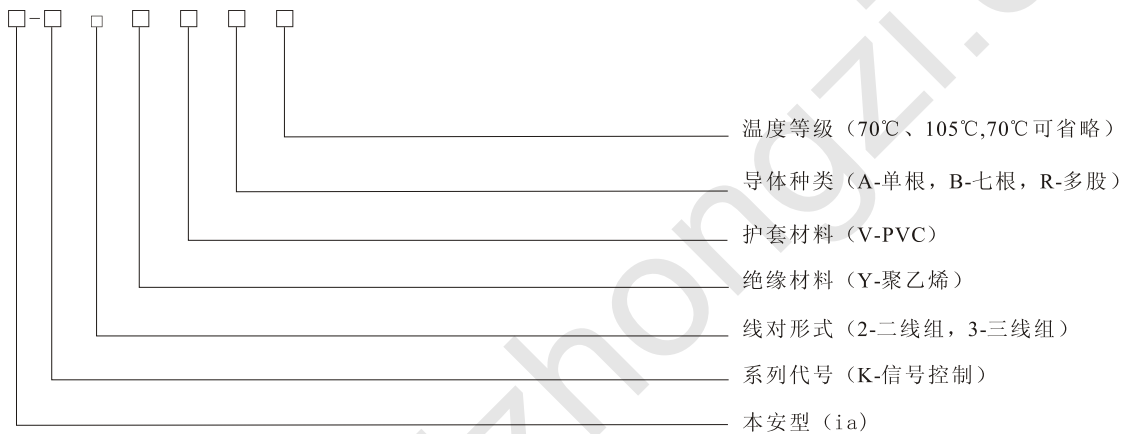 □-□ □ □ □ □ □
温度等级（70℃、105℃,70℃可省略）
导体种类（A-单根，B-七根，R-多股）
护套材料（V-PVC）
绝缘材料（Y-聚乙烯）
线对形式（2-二线组，3-三线组）
系列代号（K-信号控制）
本安型（ia）
zhongzi.c